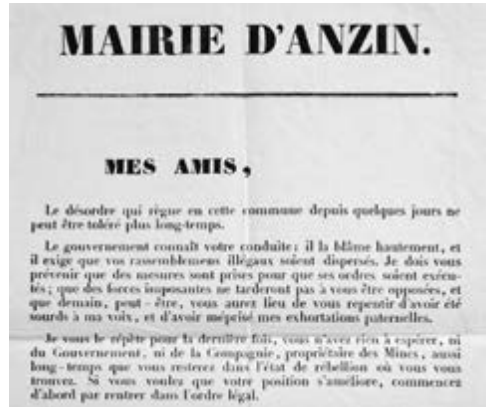 MAIRIE D'ANZIN.
MES AMIS,
Le désordre qui règne en cette commune depuis quelques jours ne
peut être toléré plus long-temps.
Le gouvernement connaît votre conduite; il la blâme hautement, et
il exige que vos rassemblemens illégaux soient dispersés. Je dois vous
prévenir que des mesures sont prises pour que ses ordres soient exécu-
tés; que des forces imposantes ne tarderont pas à vous être opposées, et
que demain, peut-être, vous aurez lieu de vous repentir d'avoir été
sourds à ma voix, et d'avoir méprisé mes exhortations paternelles.
Je vous le répète pour la dernière fois, vous n'avez rien à espérer, ni
du Gouvernement, ni de la Compagnie, propriétaire des Mines, aussi
long-temps que vous resterez dans l'état de rébellion où vous vous
trouvez. Si vous voulez que votre position s'améliore, commencez
d'abord par rentrer dans l'ordre légal.